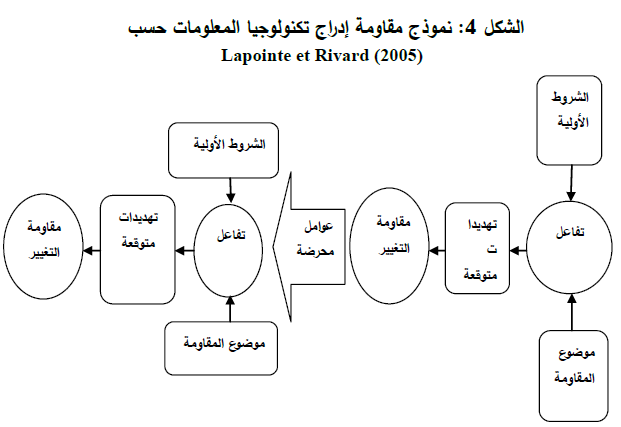 الشكل 4: نموذج مقاومة إدراج تكنولوجيا المعلومات حسب
Lapointe et Rivard (2005)
الشروط
الأولية
تفاعل
موضوع
المقاومة
تهديدا
ت
متوقعة
مقاومة
التغيير
عوامل
محرضة
الشروط الأولية
تفاعل
موضوع المقاومة
تهديدات
متوقعة
مقاومة
التغيير